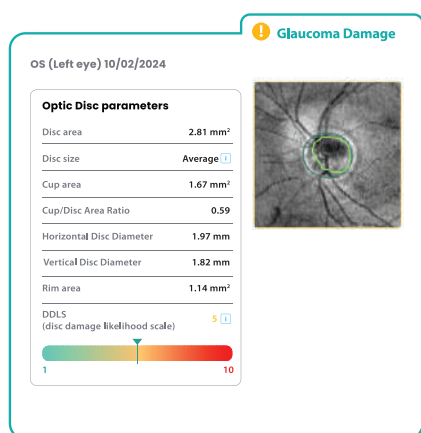 ! Glaucoma Damage
OS (Left eye) 10/02/2024
Optic Disc parameters
Disc area 2.81 mm²
Disc size Average i
Cup area 1.67 mm²
Cup/Disc Area Ratio 0.59
Horizontal Disc Diameter 1.97 mm
Vertical Disc Diameter 1.82 mm
Rim area 1.14 mm²
DDLS
(disc damage likelihood scale) 5 i
1 10